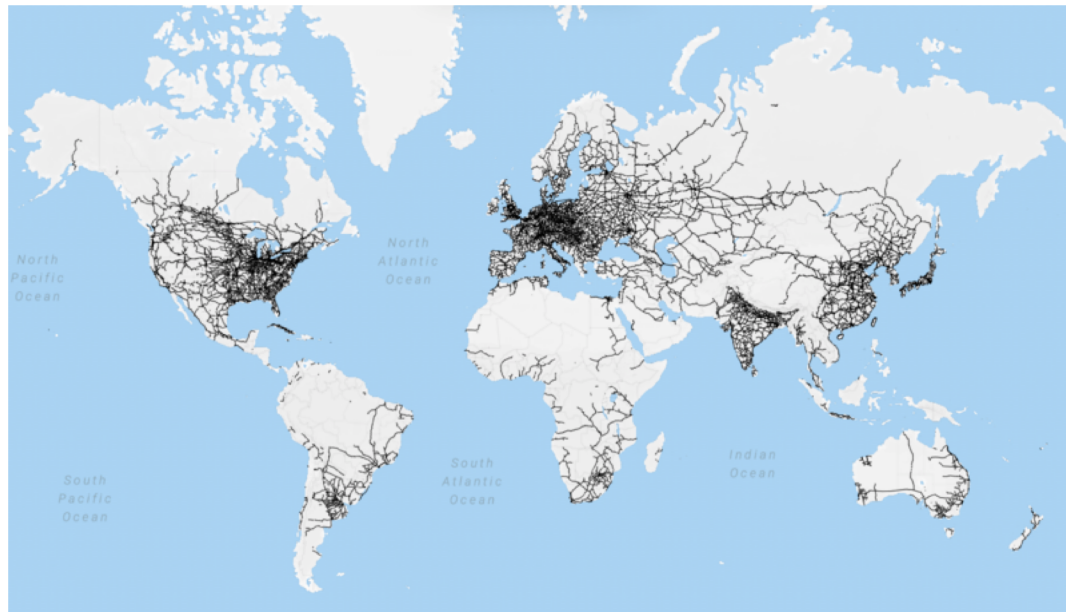 North
Pacific
Ocean
North
Atlantic
Ocean
South
Pacific
Ocean
South
Atlantic
Ocean
Indian
Ocean